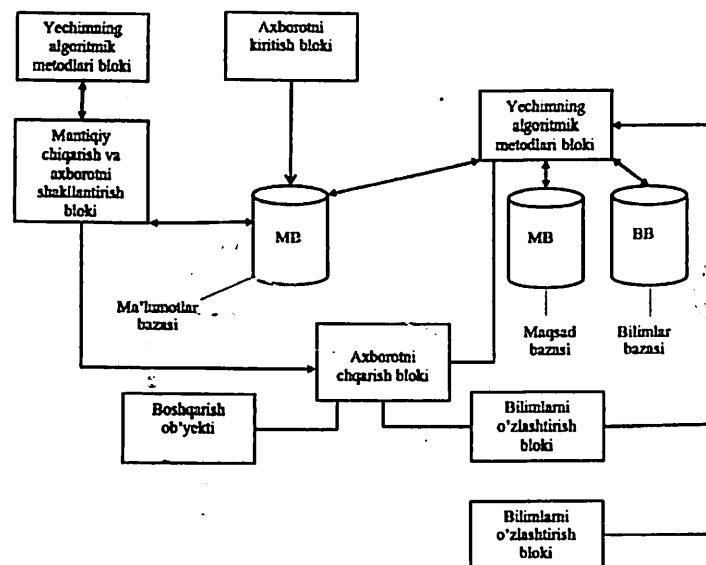 Yechimning
algoritmik
metodlari bloki
Axborotni
kiritish bloki
Yechimning
algoritmik
metodlari bloki
Mantiqiy
chiqarish va
axborotni
shakllantirish
bloki
MB
MB
BB
Ma'lumotlar
bazasi
Maqsad
bazasi
Bilimlar
bazasi
Axborotni
chqarish bloki
Boshqarish
ob'yekti
Bilimlarni
o'zlashtirish
bloki
Bilimlarni
o'zlashtirish
bloki